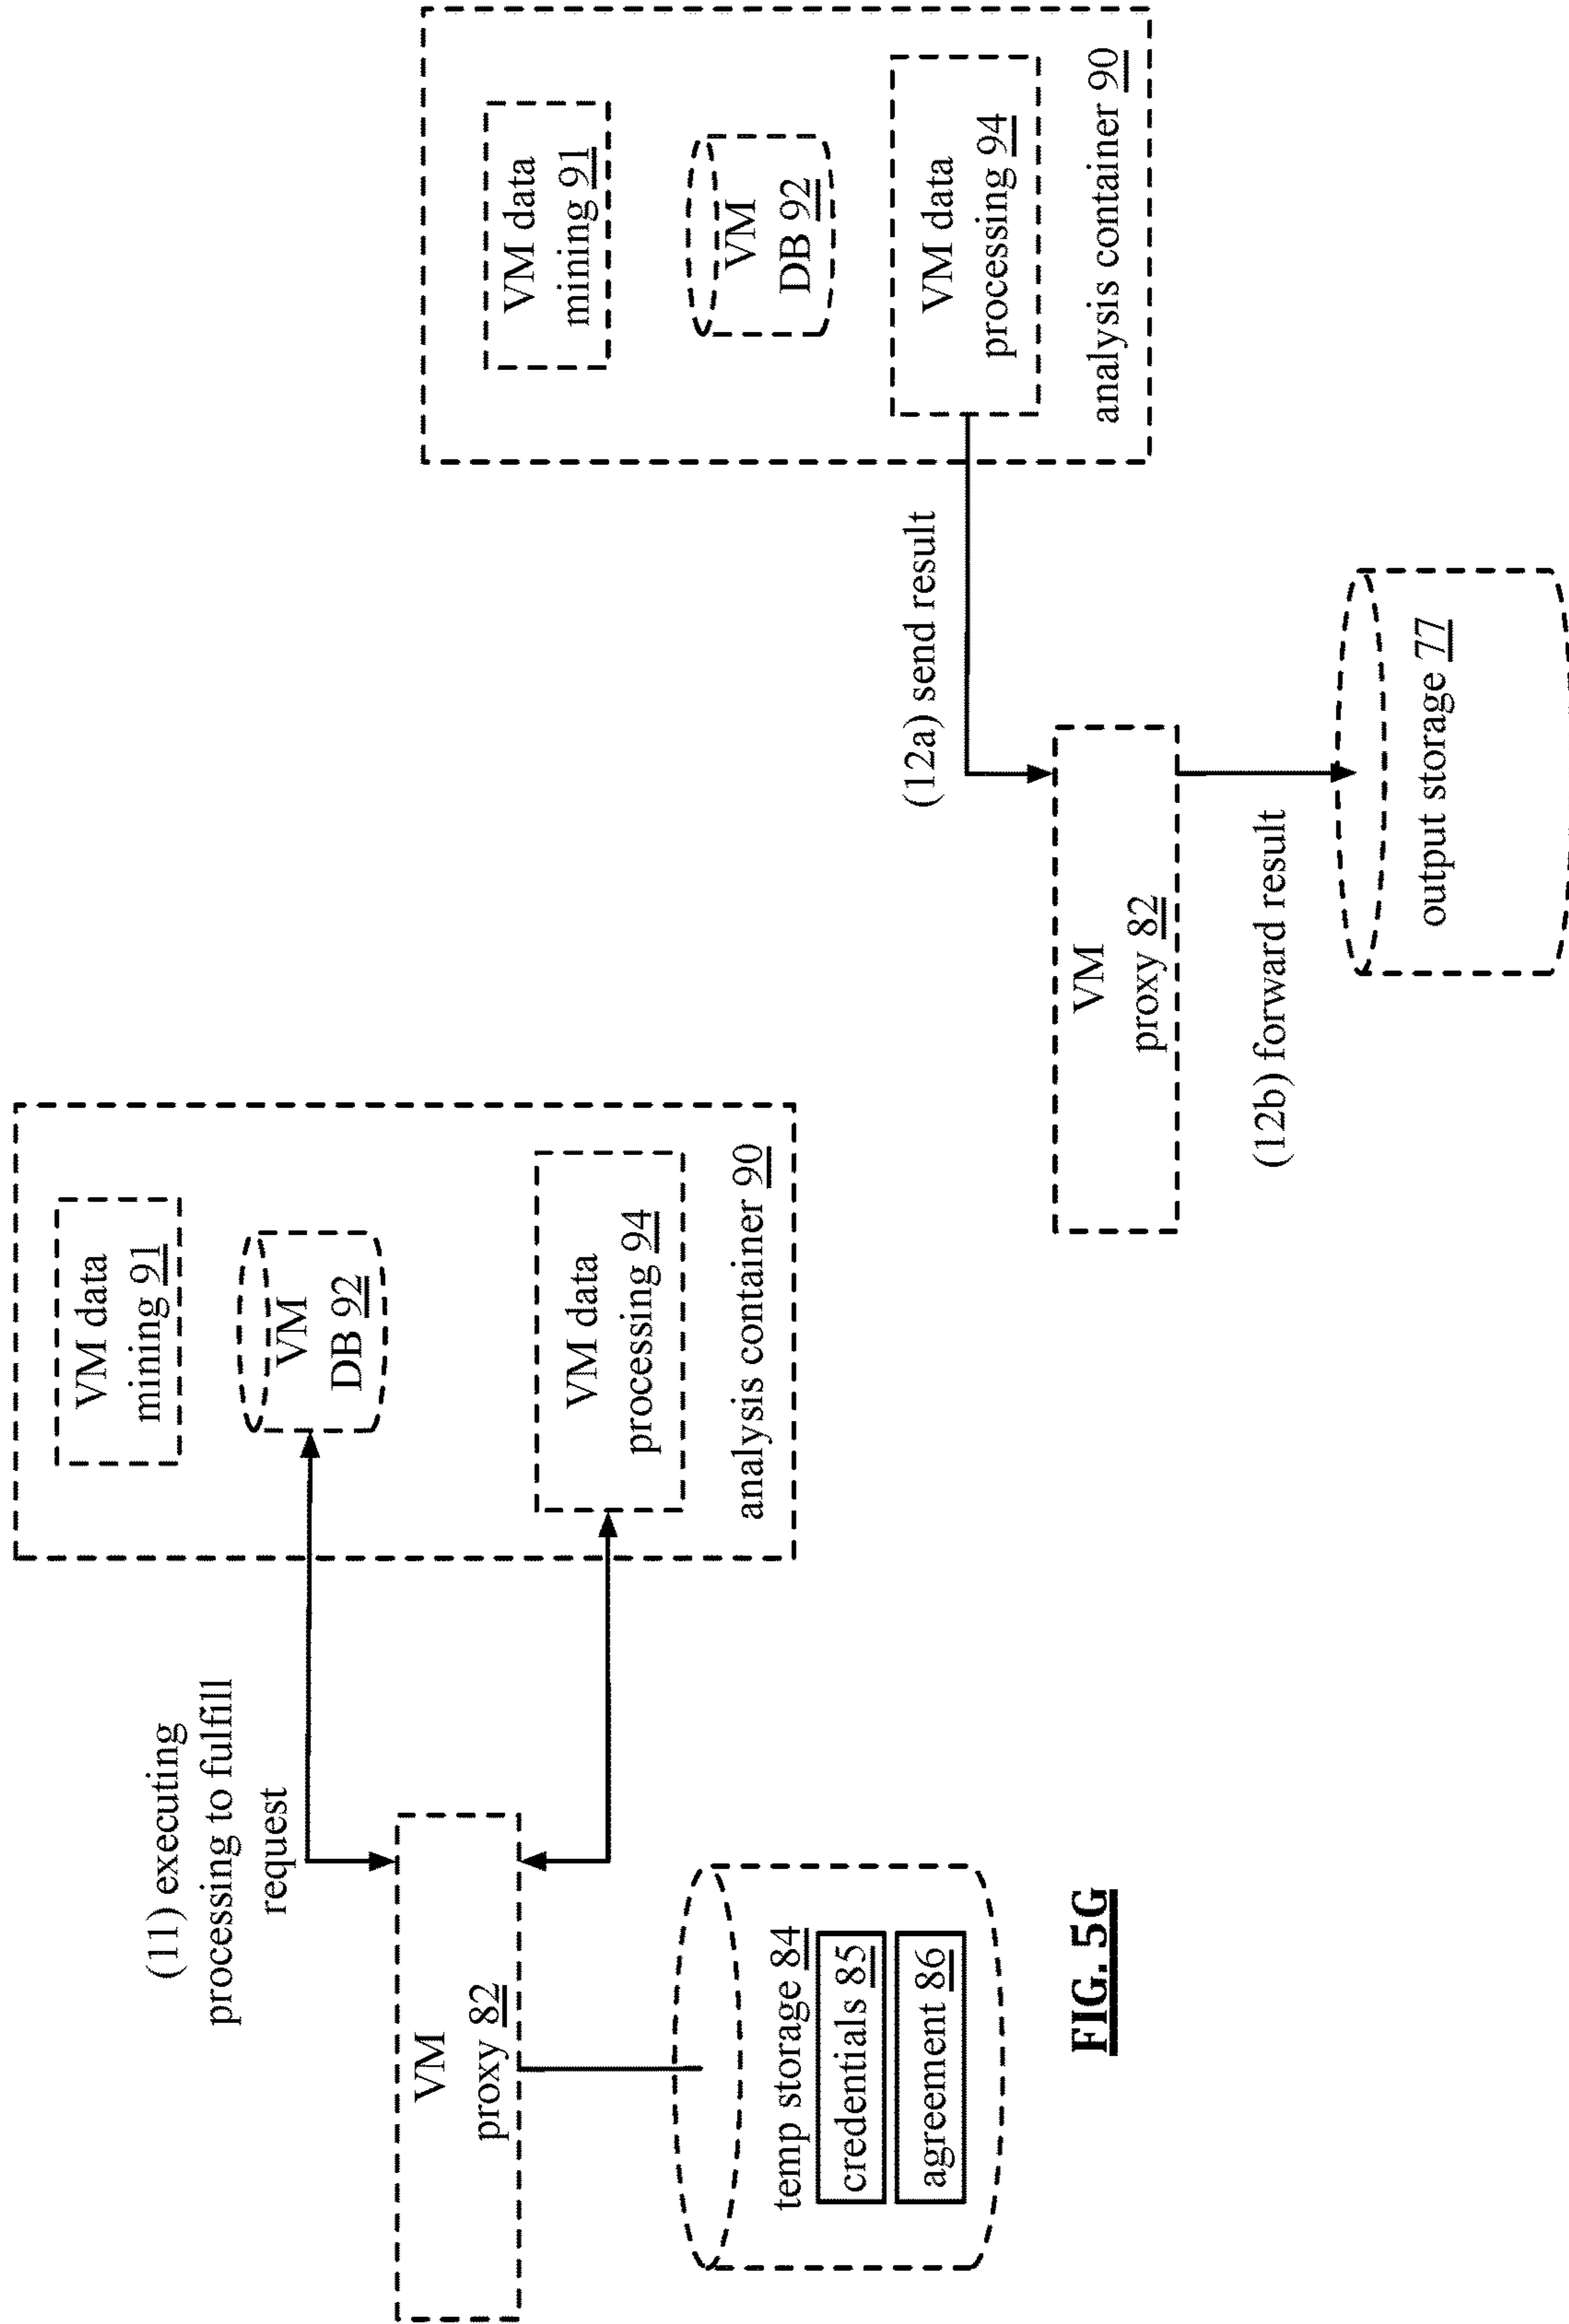 (11) executing
processing to fulfill
request
VM
proxy 82
temp storage 84
credentials 85
agreement 86
VM data
mining 91
VM
DB 92
VM data
processing 94
analysis container 90
(12a) send result
VM
proxy 82
(12b) forward result
output storage 77
VM data
mining 91
VM
DB 92
VM data
processing 94
analysis container 90
FIG. 5G